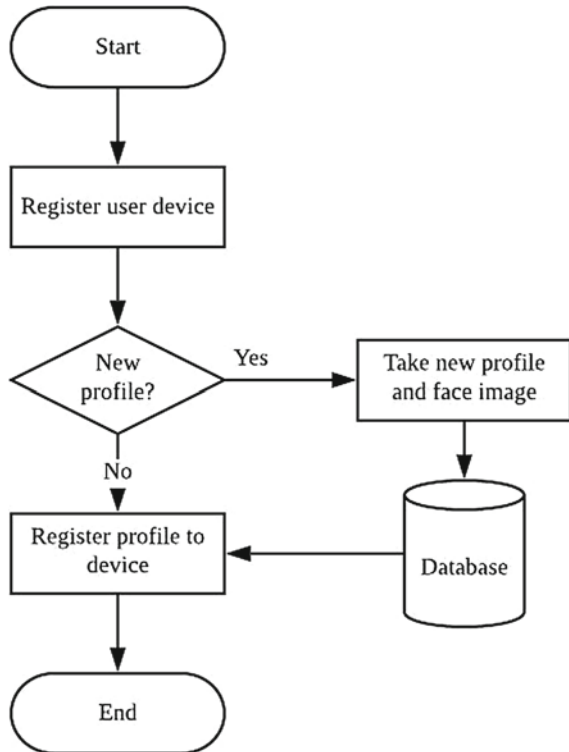 Start
Register user device
New
profile?
Yes
Take new profile
and face image
No
Register profile to
device
Database
End